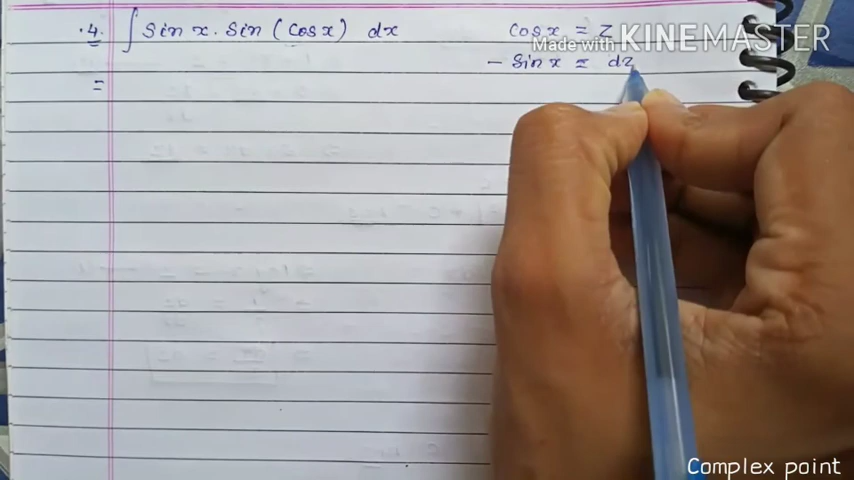 .4. ∫ Sin x . Sin (Cos x) dx Cos x = Z
Made with KINEMASTER
- Sin x = dz
=
Complex point